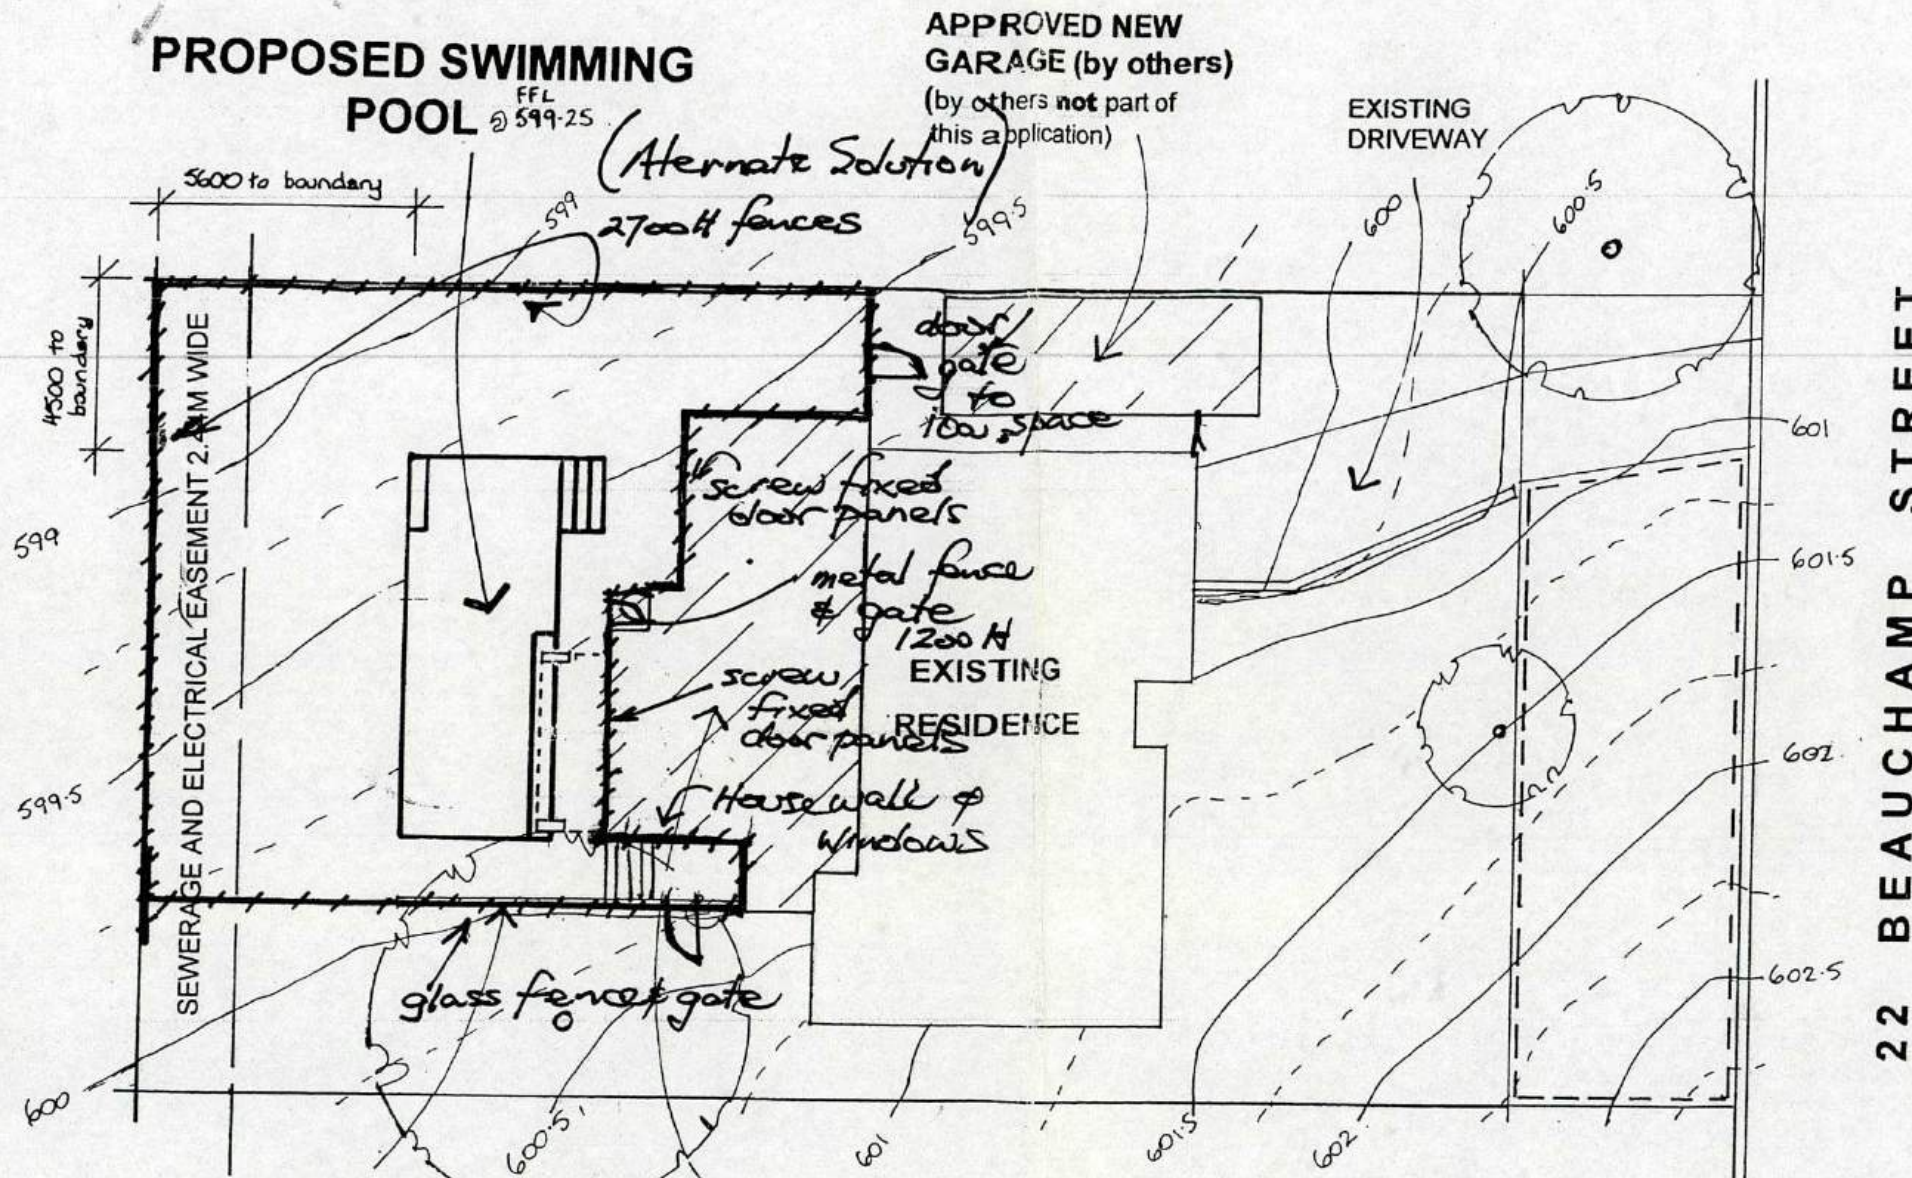 PROPOSED SWIMMING
POOL
FFL
@ 599.25
(Alternate Solution)
2700H fences
APPROVED NEW
GARAGE (by others)
(by others not part of
this application)
EXISTING
DRIVEWAY
5600 to boundary
4500 to
boundary
599
599.5
600
600.5
SEWERAGE AND ELECTRICAL EASEMENT 2.4M WIDE
door/
gate
to
space
screw fixed
door panels
metal fence
& gate
1200 H
EXISTING
RESIDENCE
screw
fixed
door panels
House wall &
windows
glass fence & gate
599
599.5
600
600.5
601
601.5
602
601
601.5
602
602.5
22 BEAUCHAMP STREET